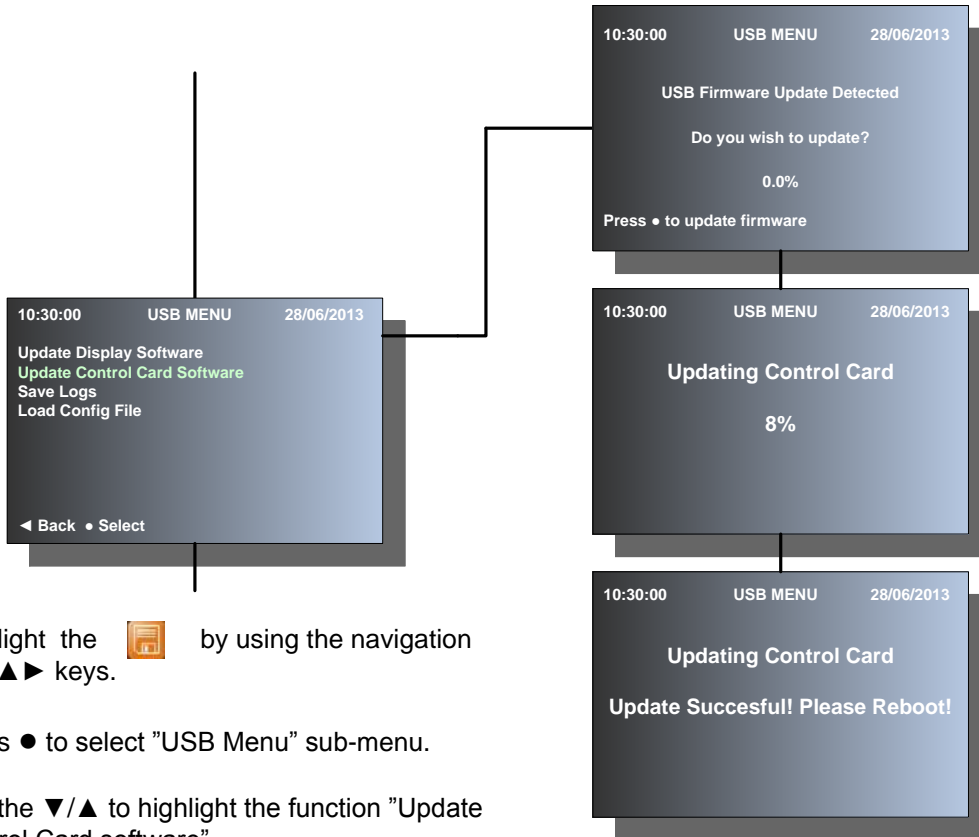 10:30:00 USB MENU 28/06/2013
Update Display Software
Update Control Card Software
Save Logs
Load Config File
◄ Back ● Select
10:30:00 USB MENU 28/06/2013
USB Firmware Update Detected
Do you wish to update?
0.0%
Press ● to update firmware
10:30:00 USB MENU 28/06/2013
Updating Control Card
8%
10:30:00 USB MENU 28/06/2013
Updating Control Card
Update Succesful! Please Reboot!
light the by using the navigation
▲► keys.
s ● to select ”USB Menu” sub-menu.
the ▼/▲ to highlight the function ”Update